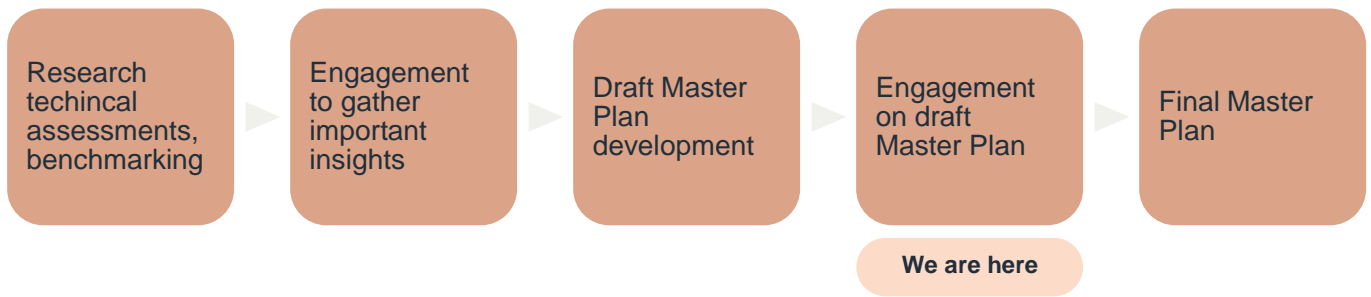 Research
techincal
assessments,
benchmarking
Engagement
to gather
important
insights
Draft Master
Plan
development
Engagement
on draft
Master Plan
Final Master
Plan
We are here